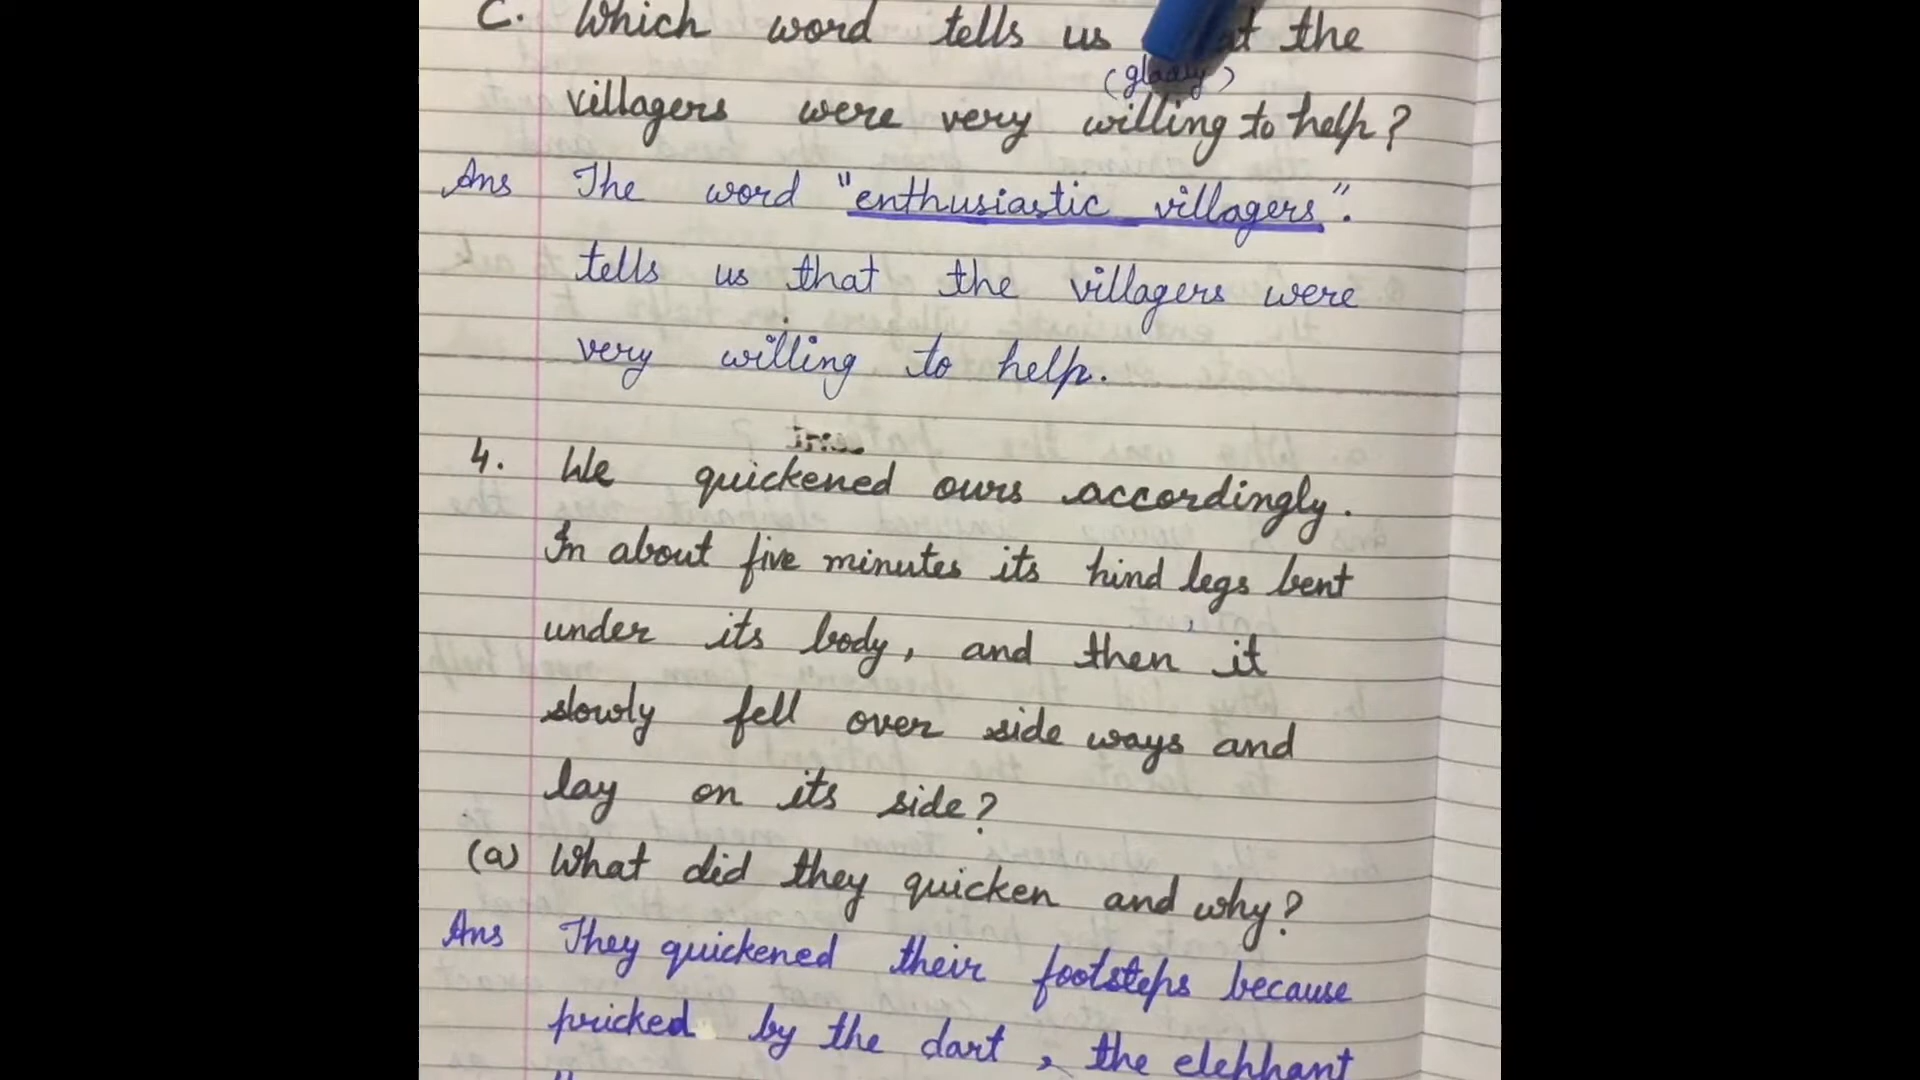 C. Which word tells us the
(gladly)
villagers were very willing to help?
Ans The word "enthusiastic villagers".
tells us that the villagers were
very willing to help.
4. We quickened ours accordingly.
In about five minutes its hind legs bent
under its body, and then it
slowly fell over side ways and
lay on its side?
(a) What did they quicken and why?
Ans They quickened their footsteps because
pricked by the dart, the elephant